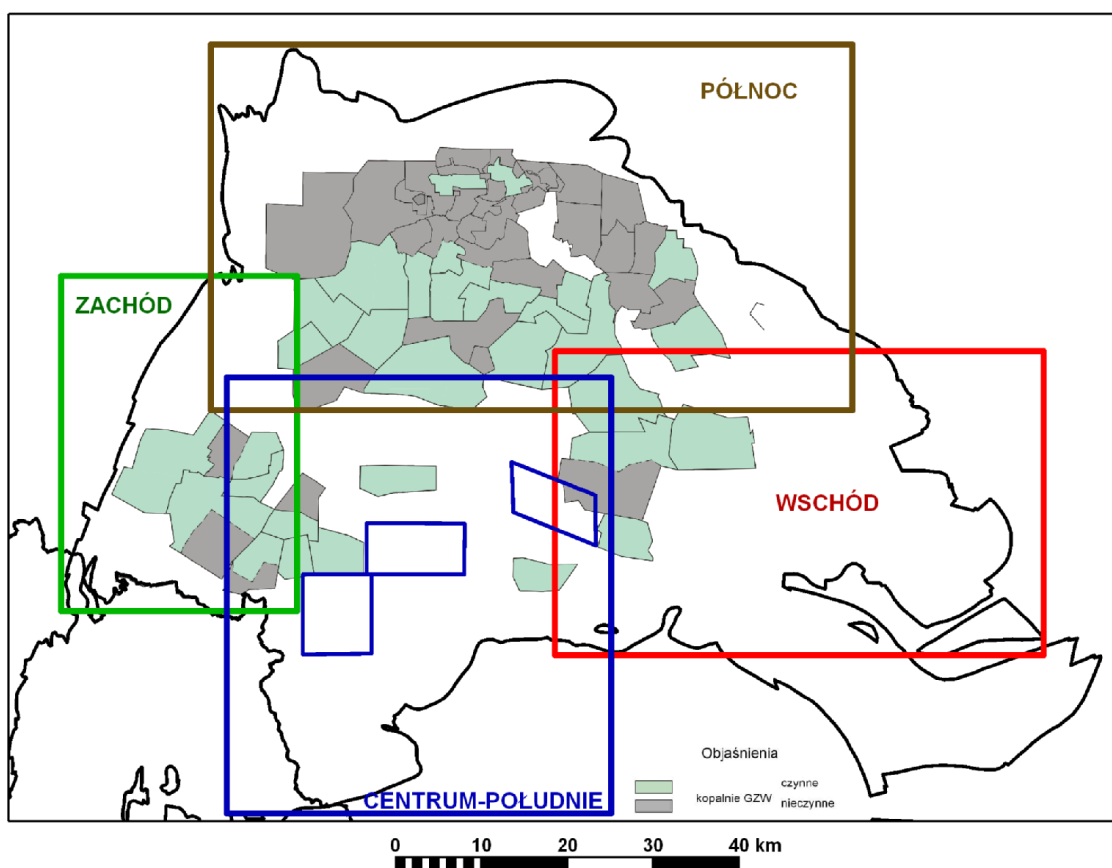 PÓŁNOC
ZACHÓD
WSCHÓD
Objaśnienia
czynne
kopalnie GZW
nieczynne
CENTRUM-POŁUDNIE
0 10 20 30 40 km